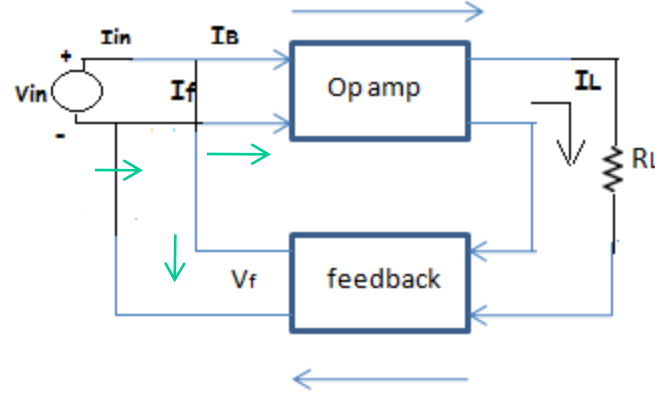 Iin
IB
+
Op amp
IL
Vin
If
-
RL
Vf
feedback